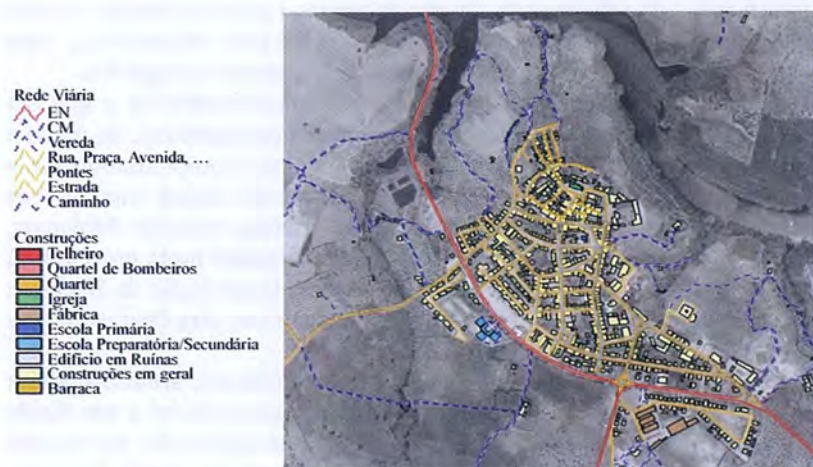 Rede Viária
EN
CM
Vereda
Rua, Praça, Avenida, ...
Pontes
Estrada
Caminho
Construções
Telheiro
Quartel de Bombeiros
Quartel
Igreja
Fábrica
Escola Primária
Escola Preparatória/Secundária
Edifício em Ruínas
Construções em geral
Barraca